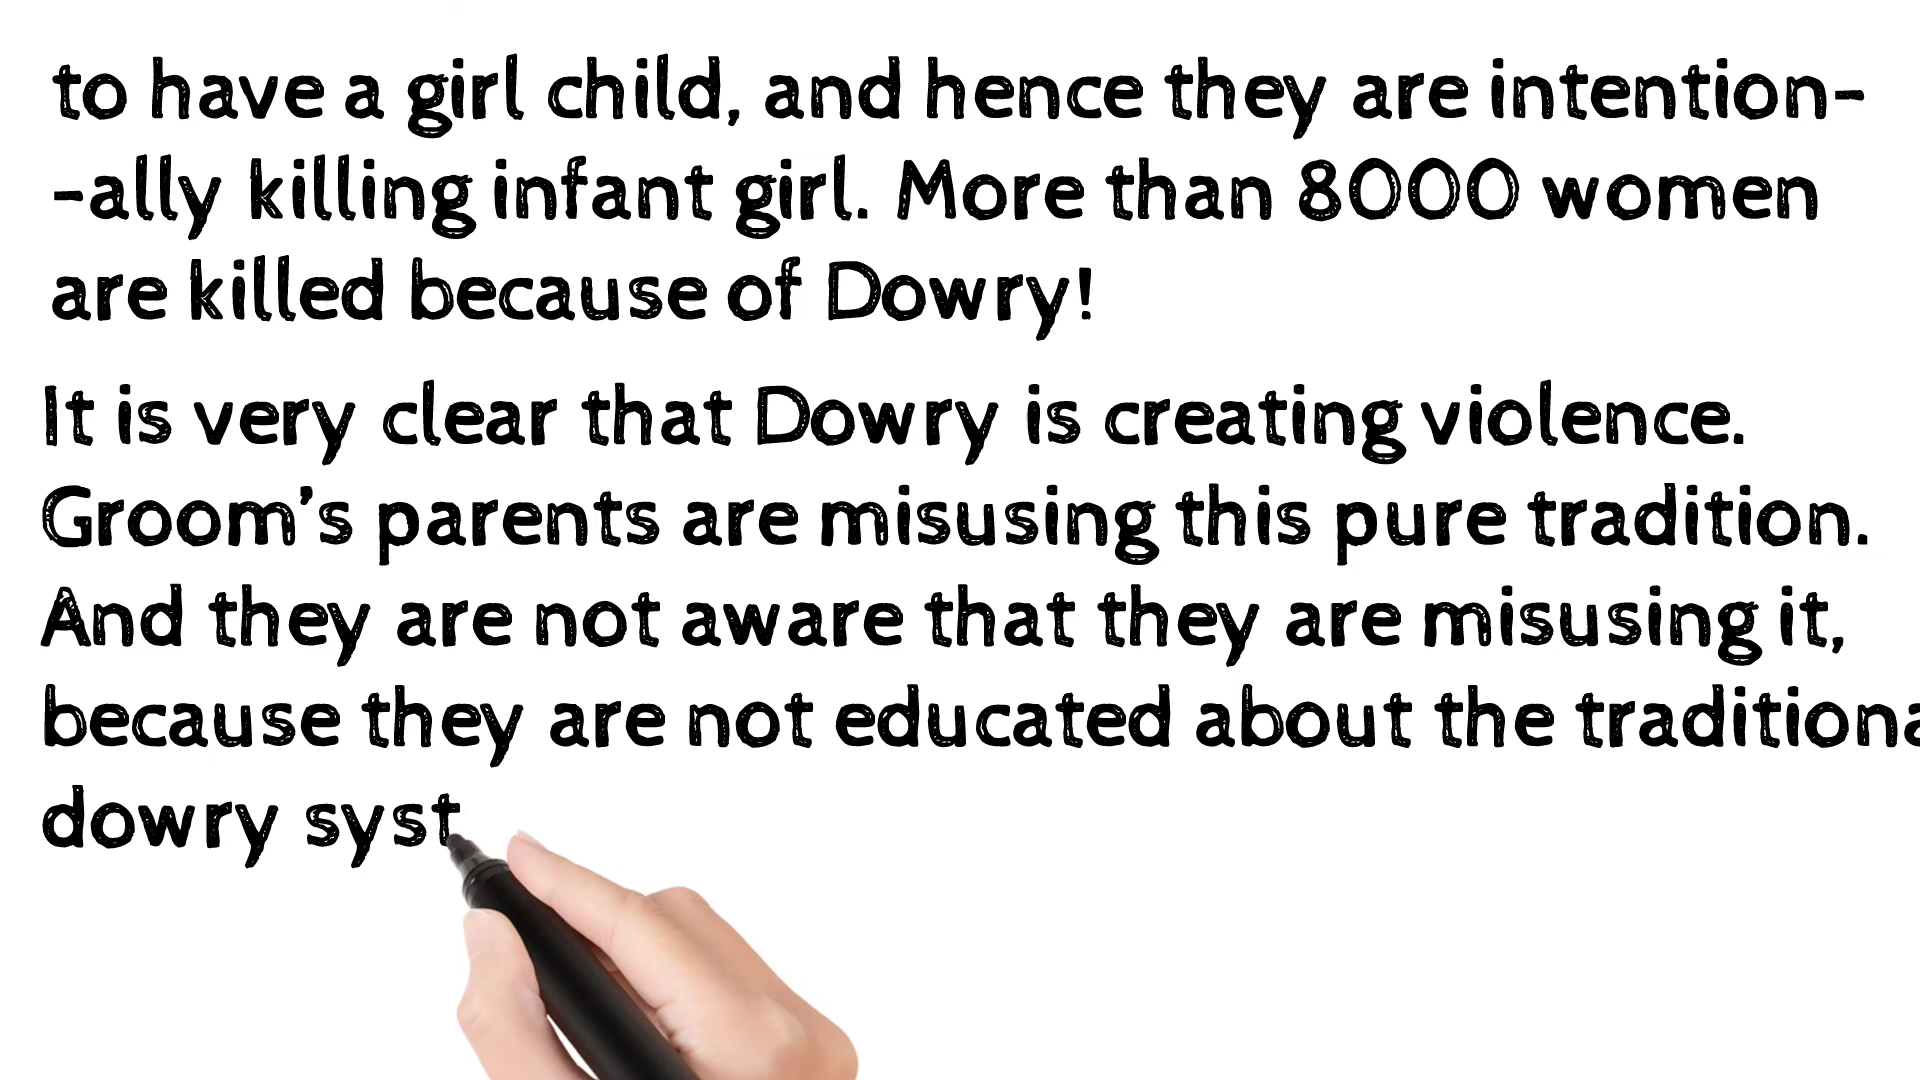 to have a girl child, and hence they are intention-
-ally killing infant girl. More than 8000 women
are killed because of Dowry!
It is very clear that Dowry is creating violence.
Groom's parents are misusing this pure tradition.
And they are not aware that they are misusing it,
because they are not educated about the traditiona
dowry syst